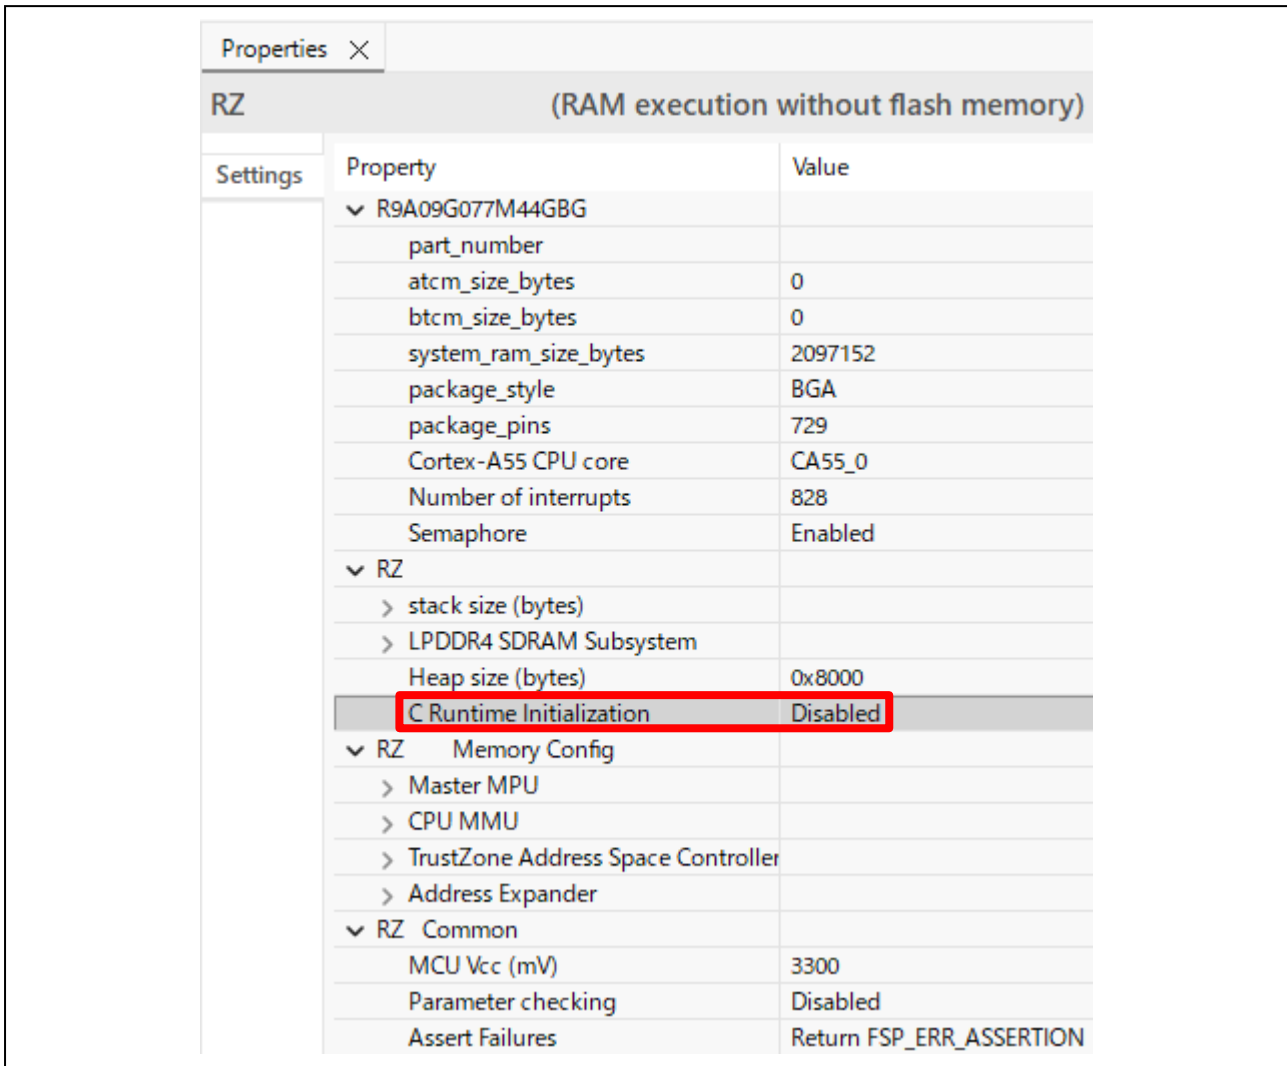 Properties
RZ (RAM execution without flash memory)
Settings
Property Value
R9A09G077M44GBG
part_number
atcm_size_bytes 0
btcm_size_bytes 0
system_ram_size_bytes 2097152
package_style BGA
package_pins 729
Cortex-A55 CPU core CA55_0
Number of interrupts 828
Semaphore Enabled
RZ
stack size (bytes)
LPDDR4 SDRAM Subsystem
Heap size (bytes) 0x8000
C Runtime Initialization Disabled
RZ Memory Config
Master MPU
CPU MMU
TrustZone Address Space Controller
Address Expander
RZ Common
MCU Vcc (mV) 3300
Parameter checking Disabled
Assert Failures Return FSP_ERR_ASSERTION